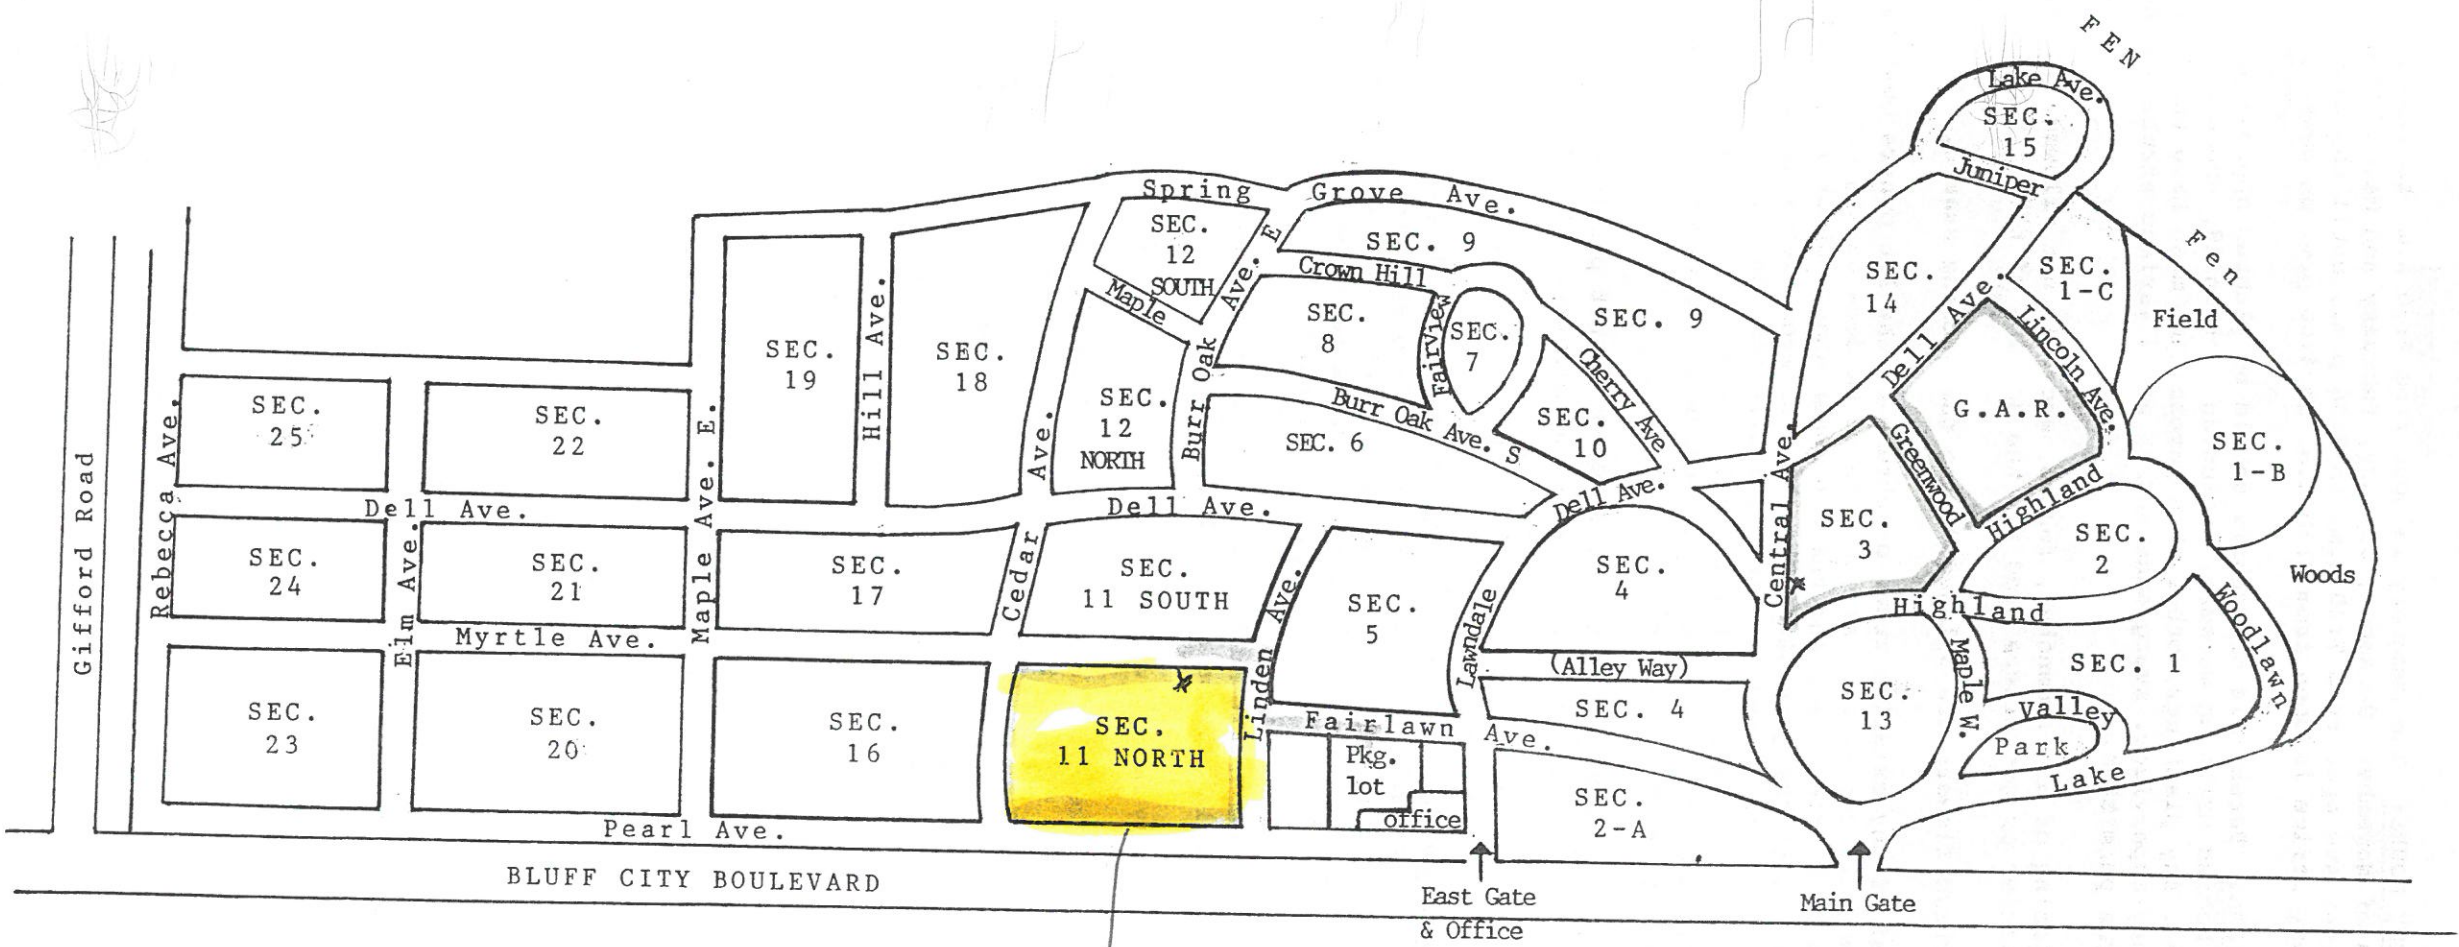 FEN
Lake Ave.
SEC.
15
Juniper
Fen
Spring Grove Ave.
SEC.
12
SOUTH
Ave. E
SEC. 9
Crown Hill
Maple
SEC.
14
SEC.
1-C
Field
SEC.
19
Hill Ave.
SEC.
18
SEC.
8
Fairview
SEC.
7
SEC. 9
Dell Ave.
Lincoln Ave.
SEC.
25
SEC.
22
SEC.
12
NORTH
Burr Oak
Burr Oak Ave. S
Cherry Ave
SEC.
10
SEC. 6
G.A.R.
SEC.
1-B
Greenwood
Highland
Gifford Road
Rebecca Ave.
Dell Ave.
Elm Ave.
Maple Ave. E.
Cedar Ave.
Dell Ave.
Dell Ave.
Central Ave.
SEC.
3
SEC.
2
Woods
SEC.
24
SEC.
21
SEC.
17
SEC.
11 SOUTH
Linden Ave.
SEC.
5
Lawndale
SEC.
4
Highland
Woodlawn
Myrtle Ave.
(Alley Way)
SEC. 4
SEC.
13
Maple W.
SEC. 1
Valley
Park
Lake
SEC.
23
SEC.
20
SEC.
16
SEC.
11 NORTH
Fairlawn Ave.
Pkg.
lot
office
SEC.
2-A
Pearl Ave.
BLUFF CITY BOULEVARD
East Gate
& Office
Main Gate